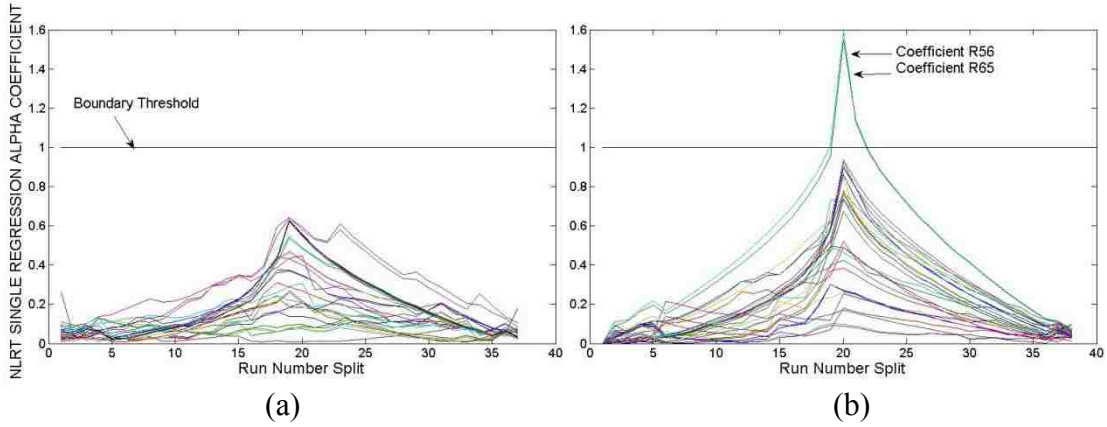 NLRT SINGLE REGRESSION ALPHA COEFFICIENT
1.6
1.4
1.2
1
0.8
0.6
0.4
0.2
0
Boundary Threshold
0 5 10 15 20 25 30 35 40
Run Number Split
(a)
1.6
1.4
1.2
1
0.8
0.6
0.4
0.2
0
Coefficient R56
Coefficient R65
0 5 10 15 20 25 30 35 40
Run Number Split
(b)